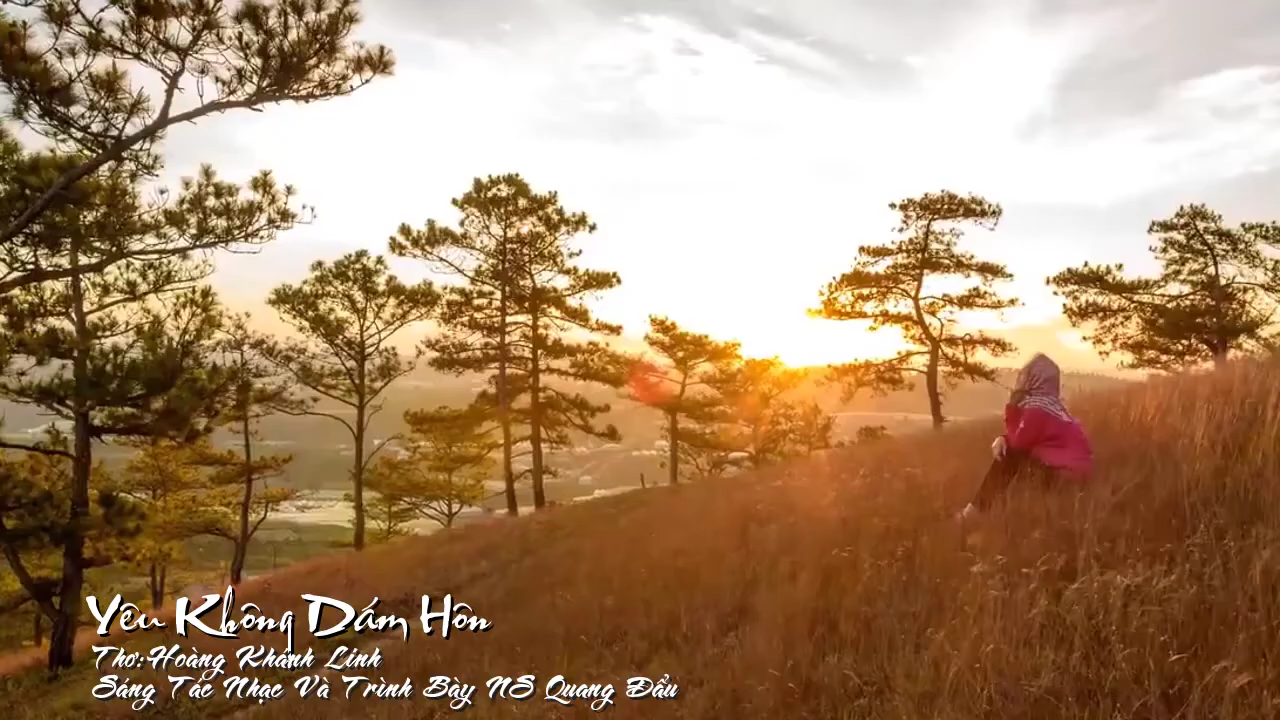 Yêu Không Dám Hôn
Thơ:Hoàng Khánh Linh
Sáng Tác Nhạc Và Trình Bày NS Quang Đẩu